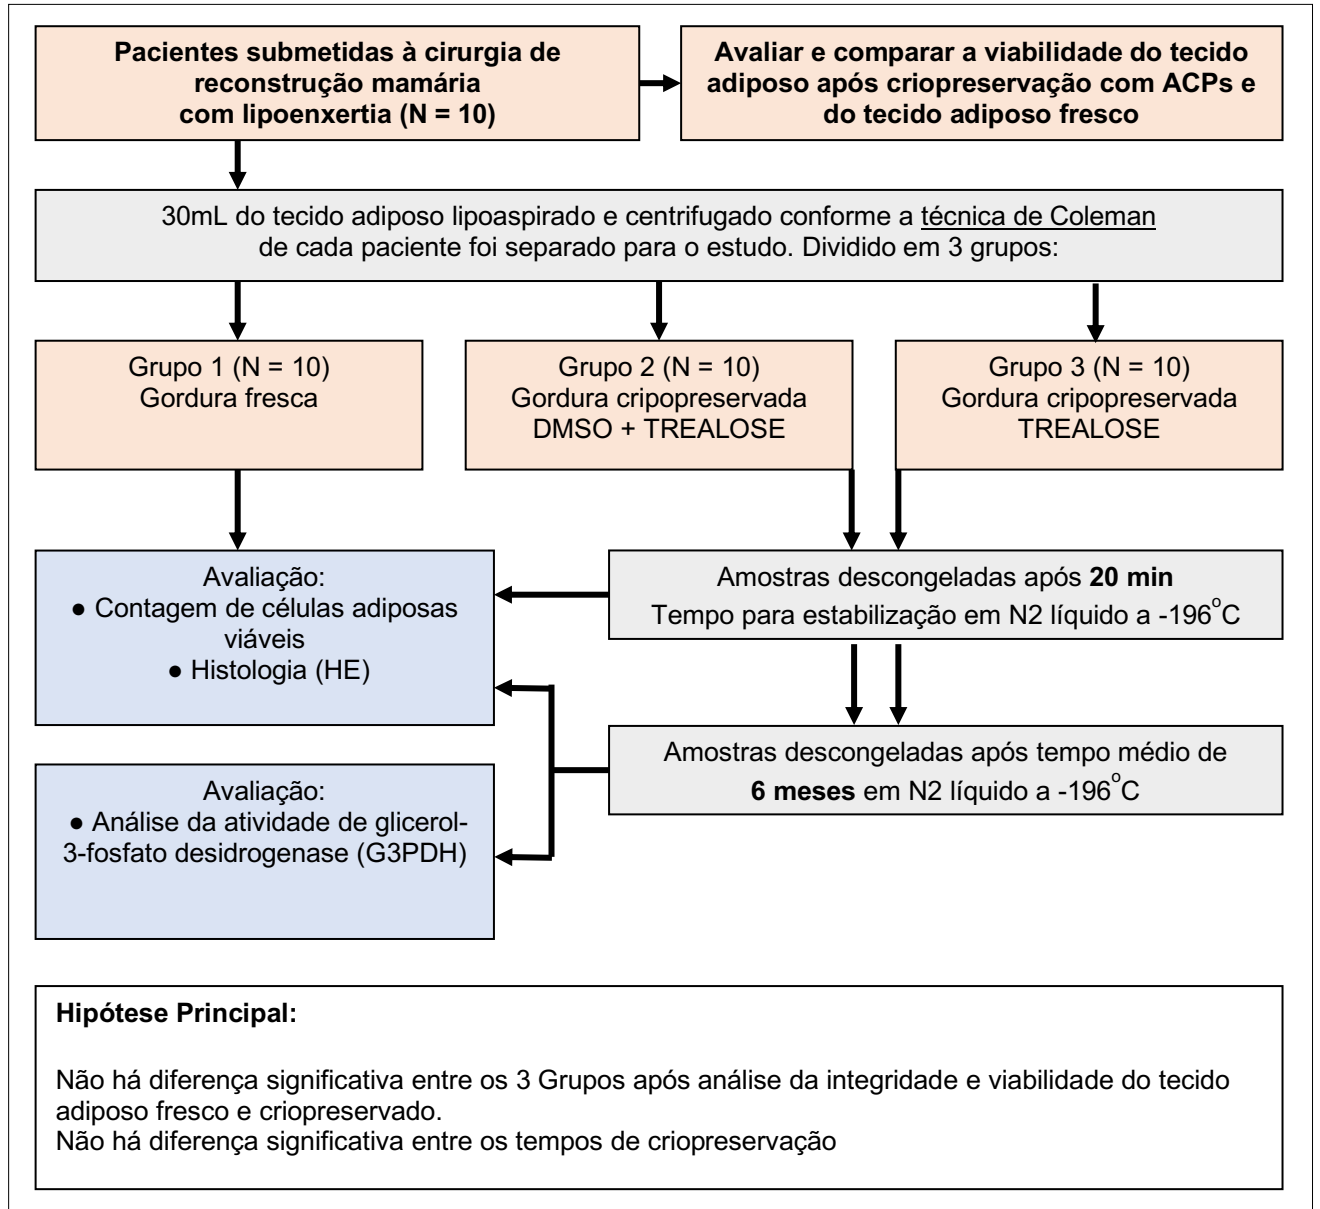 Pacientes submetidas à cirurgia de
reconstrução mamária
com lipoenxertia (N = 10)
Avaliar e comparar a viabilidade do tecido
adiposo após criopreservação com ACPs e
do tecido adiposo fresco
30mL do tecido adiposo lipoaspirado e centrifugado conforme a técnica de Coleman
de cada paciente foi separado para o estudo. Dividido em 3 grupos:
Grupo 1 (N = 10)
Gordura fresca
Grupo 2 (N = 10)
Gordura cripopreservada
DMSO + TREALOSE
Grupo 3 (N = 10)
Gordura cripopreservada
TREALOSE
Avaliação:
● Contagem de células adiposas
viáveis
● Histologia (HE)
Amostras descongeladas após 20 min
Tempo para estabilização em N2 líquido a -196°C
Amostras descongeladas após tempo médio de
6 meses em N2 líquido a -196°C
Avaliação:
● Análise da atividade de glicerol-
3-fosfato desidrogenase (G3PDH)
Hipótese Principal:
Não há diferença significativa entre os 3 Grupos após análise da integridade e viabilidade do tecido
adiposo fresco e criopreservado.
Não há diferença significativa entre os tempos de criopreservação